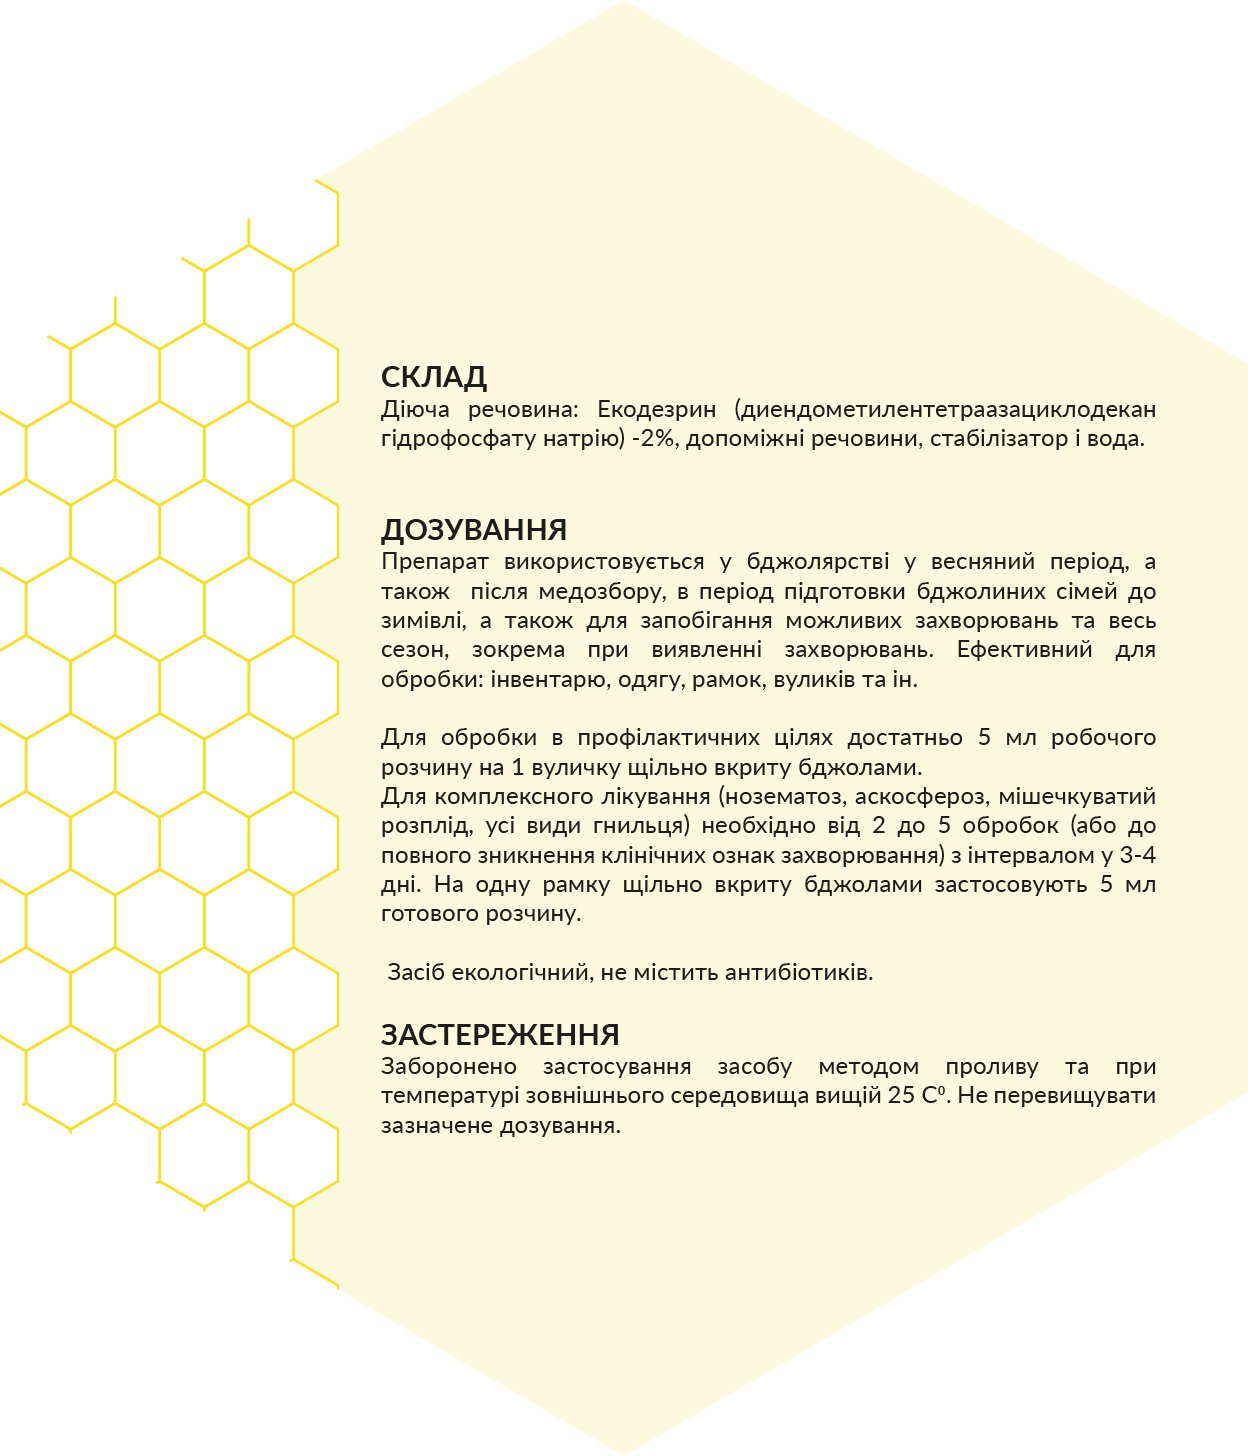 СКЛАД
Діюча речовина: Екодезрин (диендометилентетраазациклодекан
гідрофосфату натрію) -2%, допоміжні речовини, стабілізатор і вода.
ДОЗУВАННЯ
Препарат використовується у бджолярстві у весняний період, а
також після медозбору, в період підготовки бджолиних сімей до
зимівлі, а також для запобігання можливих захворювань та весь
сезон, зокрема при виявленні захворювань. Ефективний для
обробки: інвентарю, одягу, рамок, вуликів та ін.
Для обробки в профілактичних цілях достатньо 5 мл робочого
розчину на 1 вуличку щільно вкриту бджолами.
Для комплексного лікування (нозематоз, аскосфероз, мішечкуватий
розплід, усі види гнильця) необхідно від 2 до 5 обробок (або до
повного зникнення клінічних ознак захворювання) з інтервалом у 3-4
дні. На одну рамку щільно вкриту бджолами застосовують 5 мл
готового розчину.
Засіб екологічний, не містить антибіотиків.
ЗАСТЕРЕЖЕННЯ
Заборонено застосування засобу методом проливу та при
температурі зовнішнього середовища вищій 25 С⁰. Не перевищувати
зазначене дозування.